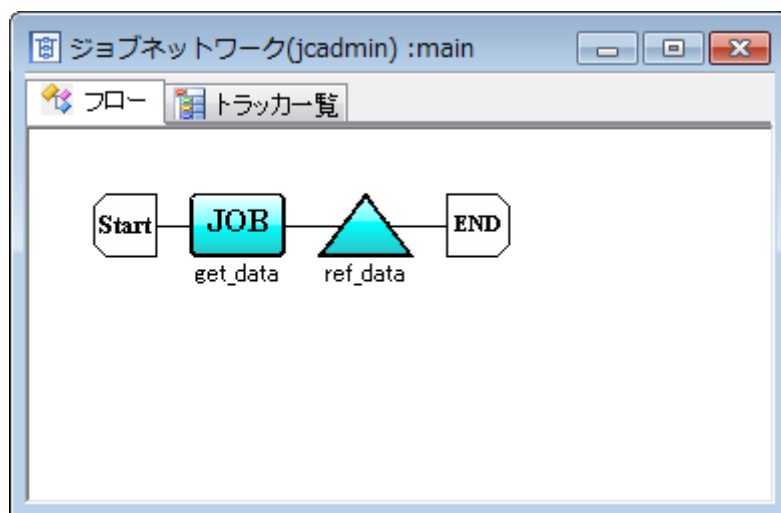 ジョブネットワーク(jcadmin) :main
フロー トラッカ一覧
Start JOB END
get_data ref_data